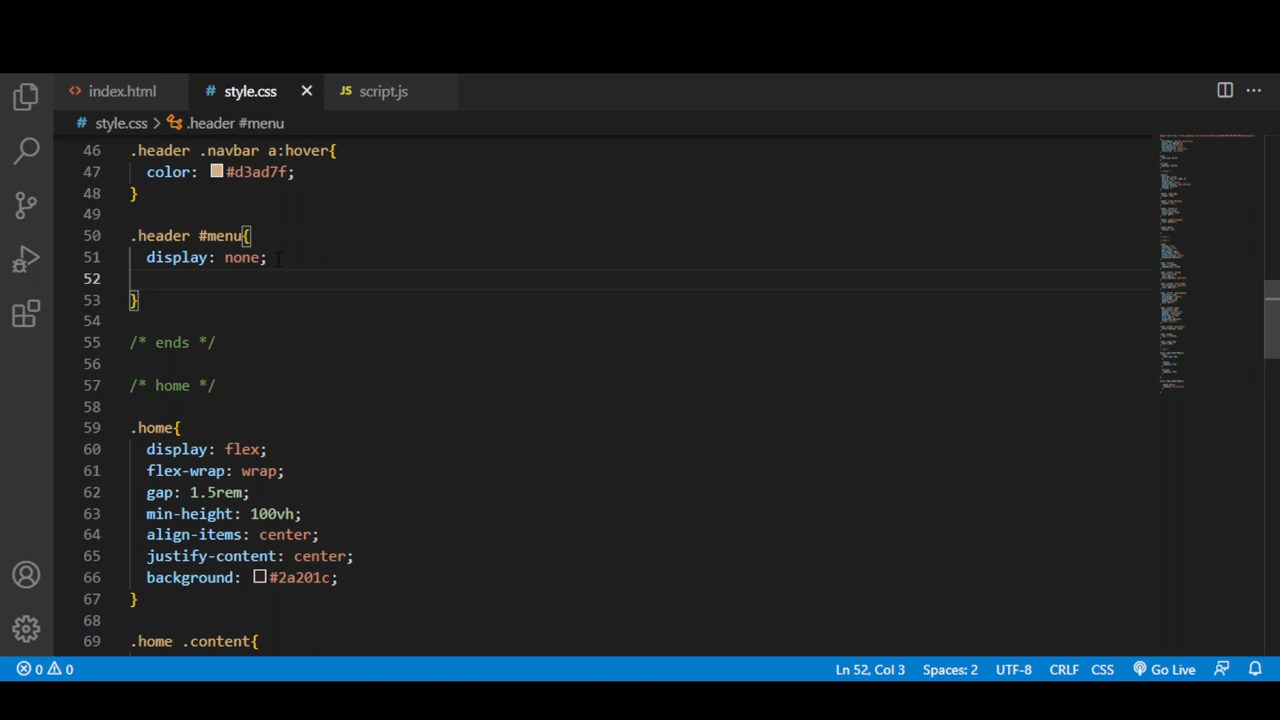 index.html
style.css
JS script.js
# style.css > .header #menu
46 .header .navbar a:hover{
47 color: #d3ad7f;
48 }
49
50 .header #menu{
51 display: none;
52
53 }
54
55 /* ends */
56
57 /* home */
58
59 .home{
60 display: flex;
61 flex-wrap: wrap;
62 gap: 1.5rem;
63 min-height: 100vh;
64 align-items: center;
65 justify-content: center;
66 background: #2a201c;
67 }
68
69 .home .content{
0 0 Ln 52, Col 3 Spaces: 2 UTF-8 CRLF CSS Go Live